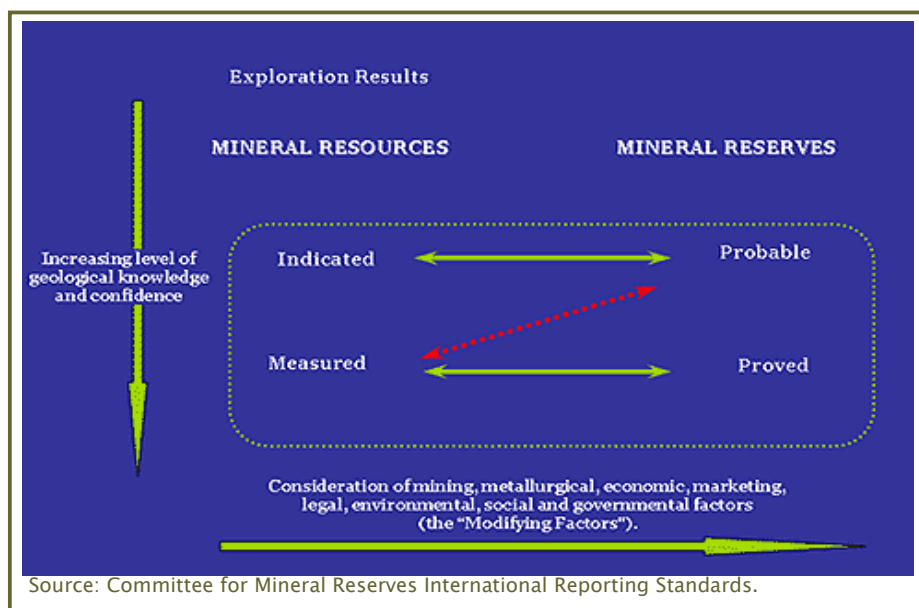 Exploration Results
MINERAL RESOURCES
MINERAL RESERVES
Increasing level of
geological knowledge
and confidence
Indicated
Probable
Measured
Proved
Consideration of mining, metallurgical, economic, marketing,
legal, environmental, social and governmental factors
(the “Modifying Factors”).
Source: Committee for Mineral Reserves International Reporting Standards.